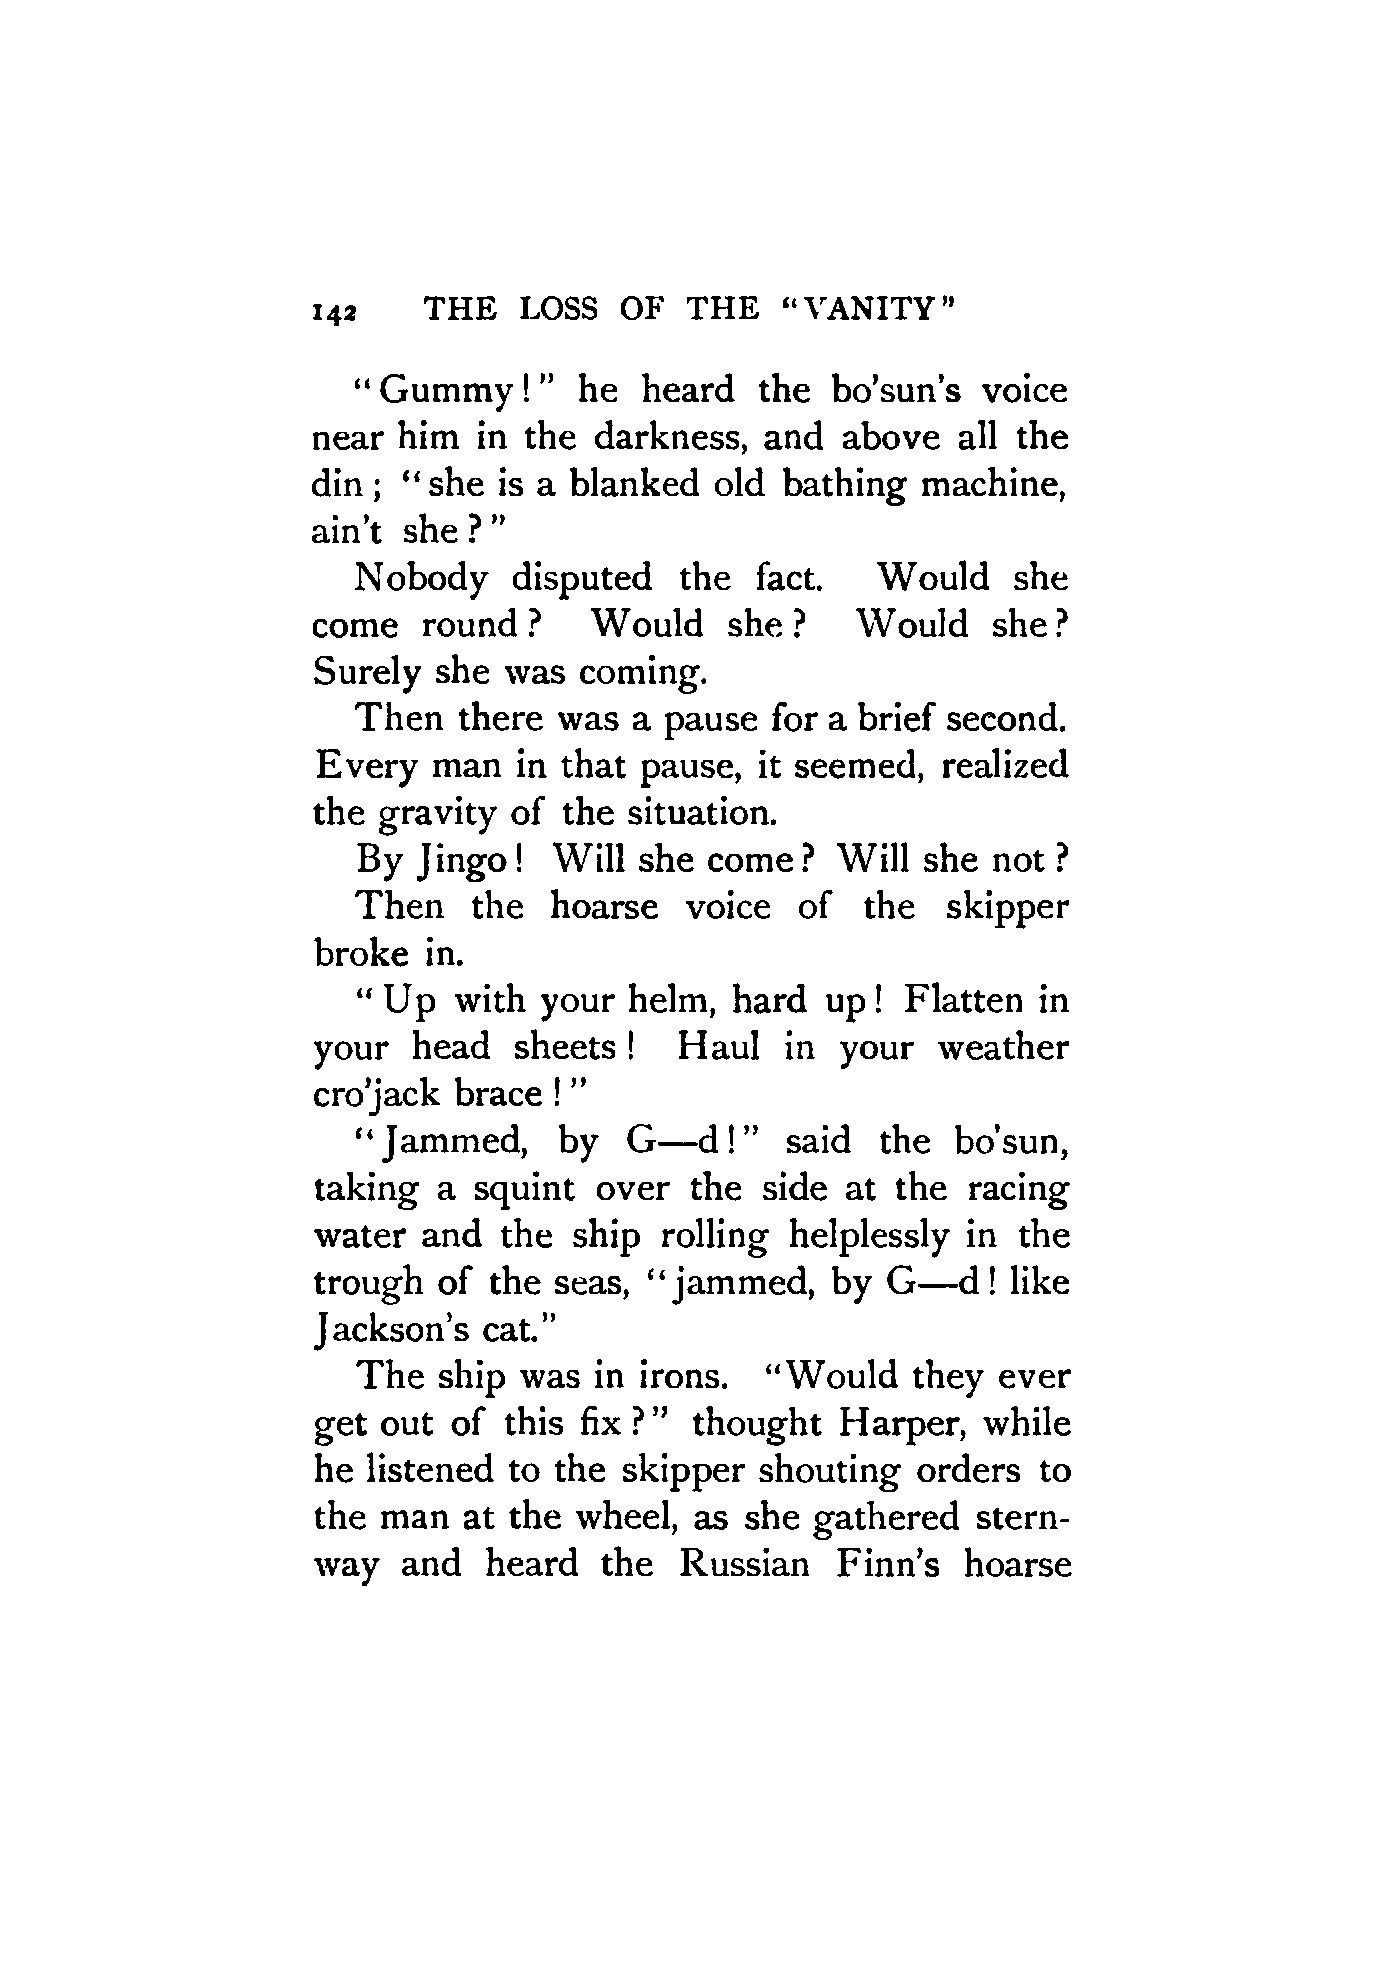 142 THE LOSS OF THE "VANITY"
"Gummy!" he heard the bo'sun's voice
near him in the darkness, and above all the
din; "she is a blanked old bathing machine,
ain't she?"
Nobody disputed the fact. Would she
come round? Would she? Would she?
Surely she was coming.
Then there was a pause for a brief second.
Every man in that pause, it seemed, realized
the gravity of the situation.
By Jingo! Will she come? Will she not?
Then the hoarse voice of the skipper
broke in.
"Up with your helm, hard up! Flatten in
your head sheets! Haul in your weather
cro'jack brace!"
"Jammed, by G—d!" said the bo'sun,
taking a squint over the side at the racing
water and the ship rolling helplessly in the
trough of the seas, "jammed, by G—d! like
Jackson's cat."
The ship was in irons. "Would they ever
get out of this fix?" thought Harper, while
he listened to the skipper shouting orders to
the man at the wheel, as she gathered stern-
way and heard the Russian Finn's hoarse